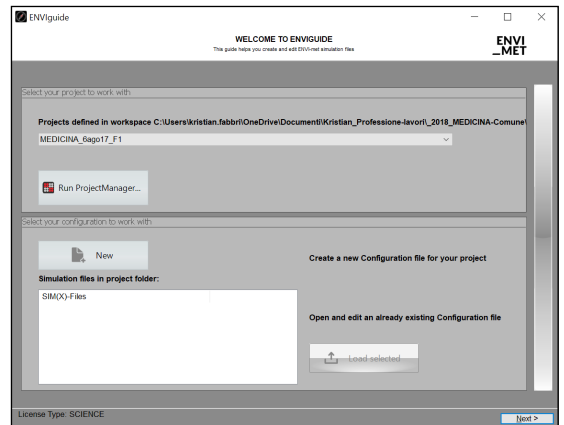 ENVIguide
WELCOME TO ENVIGUIDE
This guide helps you create and edit ENVI-met simulation files
ENVI
_MET
Select your project to work with
Projects defined in workspace C:\Users\kristian.fabbri\OneDrive\Documenti\Kristian_Professione-lavori\_2018_MEDICINA-Comune\
MEDICINA_6ago17_F1
Run ProjectManager...
Select your configuration to work with
New
Create a new Configuration file for your project
Simulation files in project folder:
SIM(X)-Files
Open and edit an already existing Configuration file
Load selected
License Type: SCIENCE
Next >